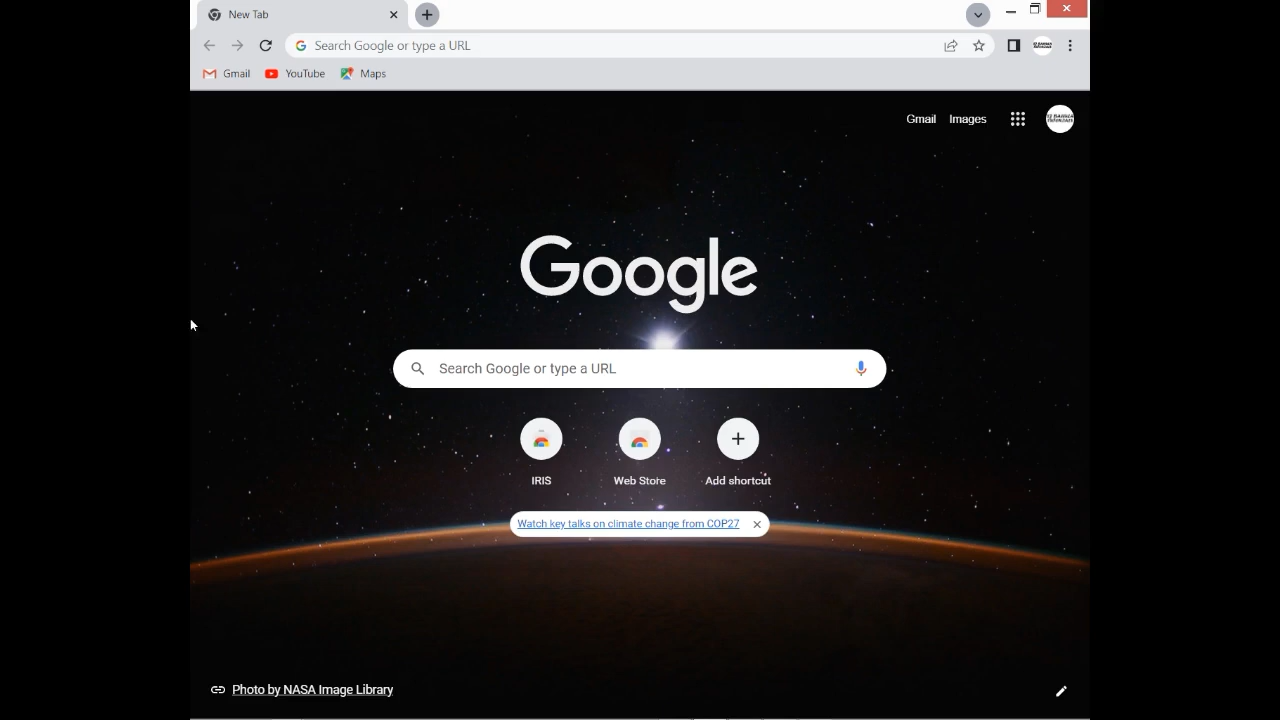 New Tab
Search Google or type a URL
Gmail YouTube Maps
Gmail Images
Google
Search Google or type a URL
IRIS Web Store Add shortcut
Watch key talks on climate change from COP27
Photo by NASA Image Library